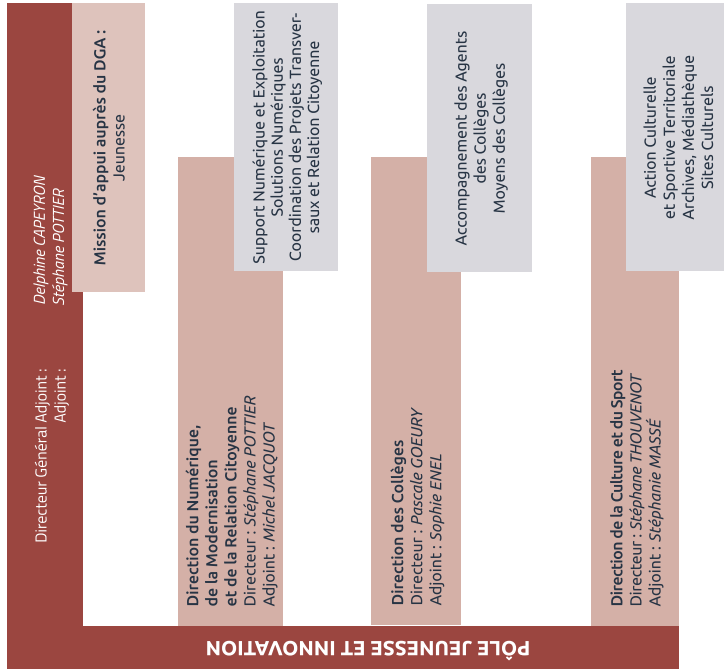 PÔLE JEUNESSE ET INNOVATION
Directeur Général Adjoint : Delphine CAPEYRON
Adjoint : Stéphane POTTIER
Mission d'appui auprès du DGA :
Jeunesse
Direction du Numérique,
de la Modernisation
et de la Relation Citoyenne
Directeur : Stéphane POTTIER
Adjoint : Michel JACQUOT
Support Numérique et Exploitation
Solutions Numériques
Coordination des Projets Transver-
saux et Relation Citoyenne
Direction des Collèges
Directeur : Pascale GOEURY
Adjoint : Sophie ENEL
Accompagnement des Agents
des Collèges
Moyens des Collèges
Direction de la Culture et du Sport
Directeur : Stéphane THOUVENOT
Adjoint : Stéphanie MASSÉ
Action Culturelle
et Sportive Territoriale
Archives, Médiathèque
Sites Culturels